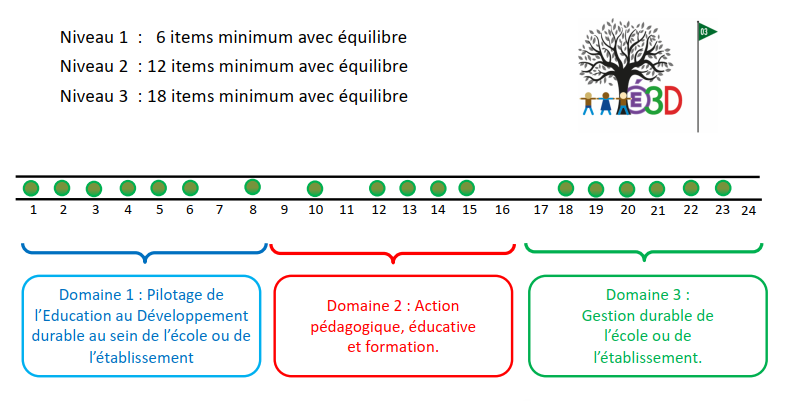 Niveau 1 : 6 items minimum avec équilibre
Niveau 2 : 12 items minimum avec équilibre
Niveau 3 : 18 items minimum avec équilibre
03
É3D
1 2 3 4 5 6 7 8 9 10 11 12 13 14 15 16 17 18 19 20 21 22 23 24
Domaine 1 : Pilotage de
l’Education au Développement
durable au sein de l’école ou de
l’établissement
Domaine 2 : Action
pédagogique, éducative
et formation.
Domaine 3 :
Gestion durable de
l’école ou de
l’établissement.